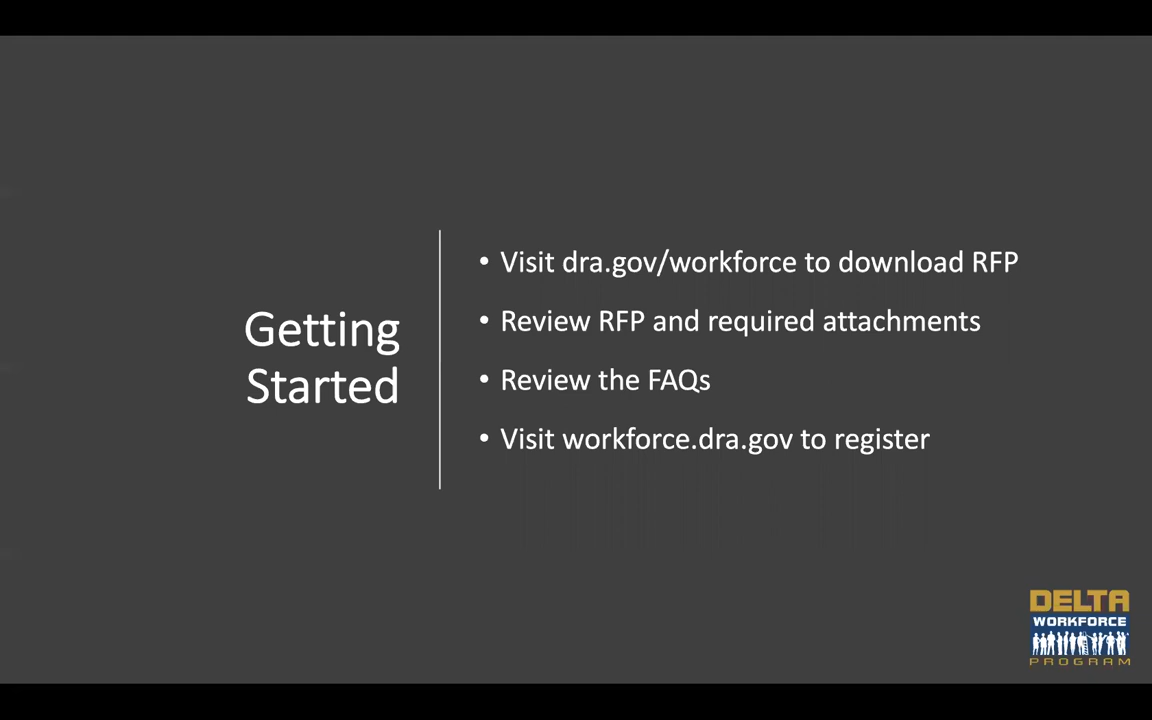 Getting
Started
• Visit dra.gov/workforce to download RFP
• Review RFP and required attachments
• Review the FAQs
• Visit workforce.dra.gov to register
DELTA
WORKFORCE
PROGRAM